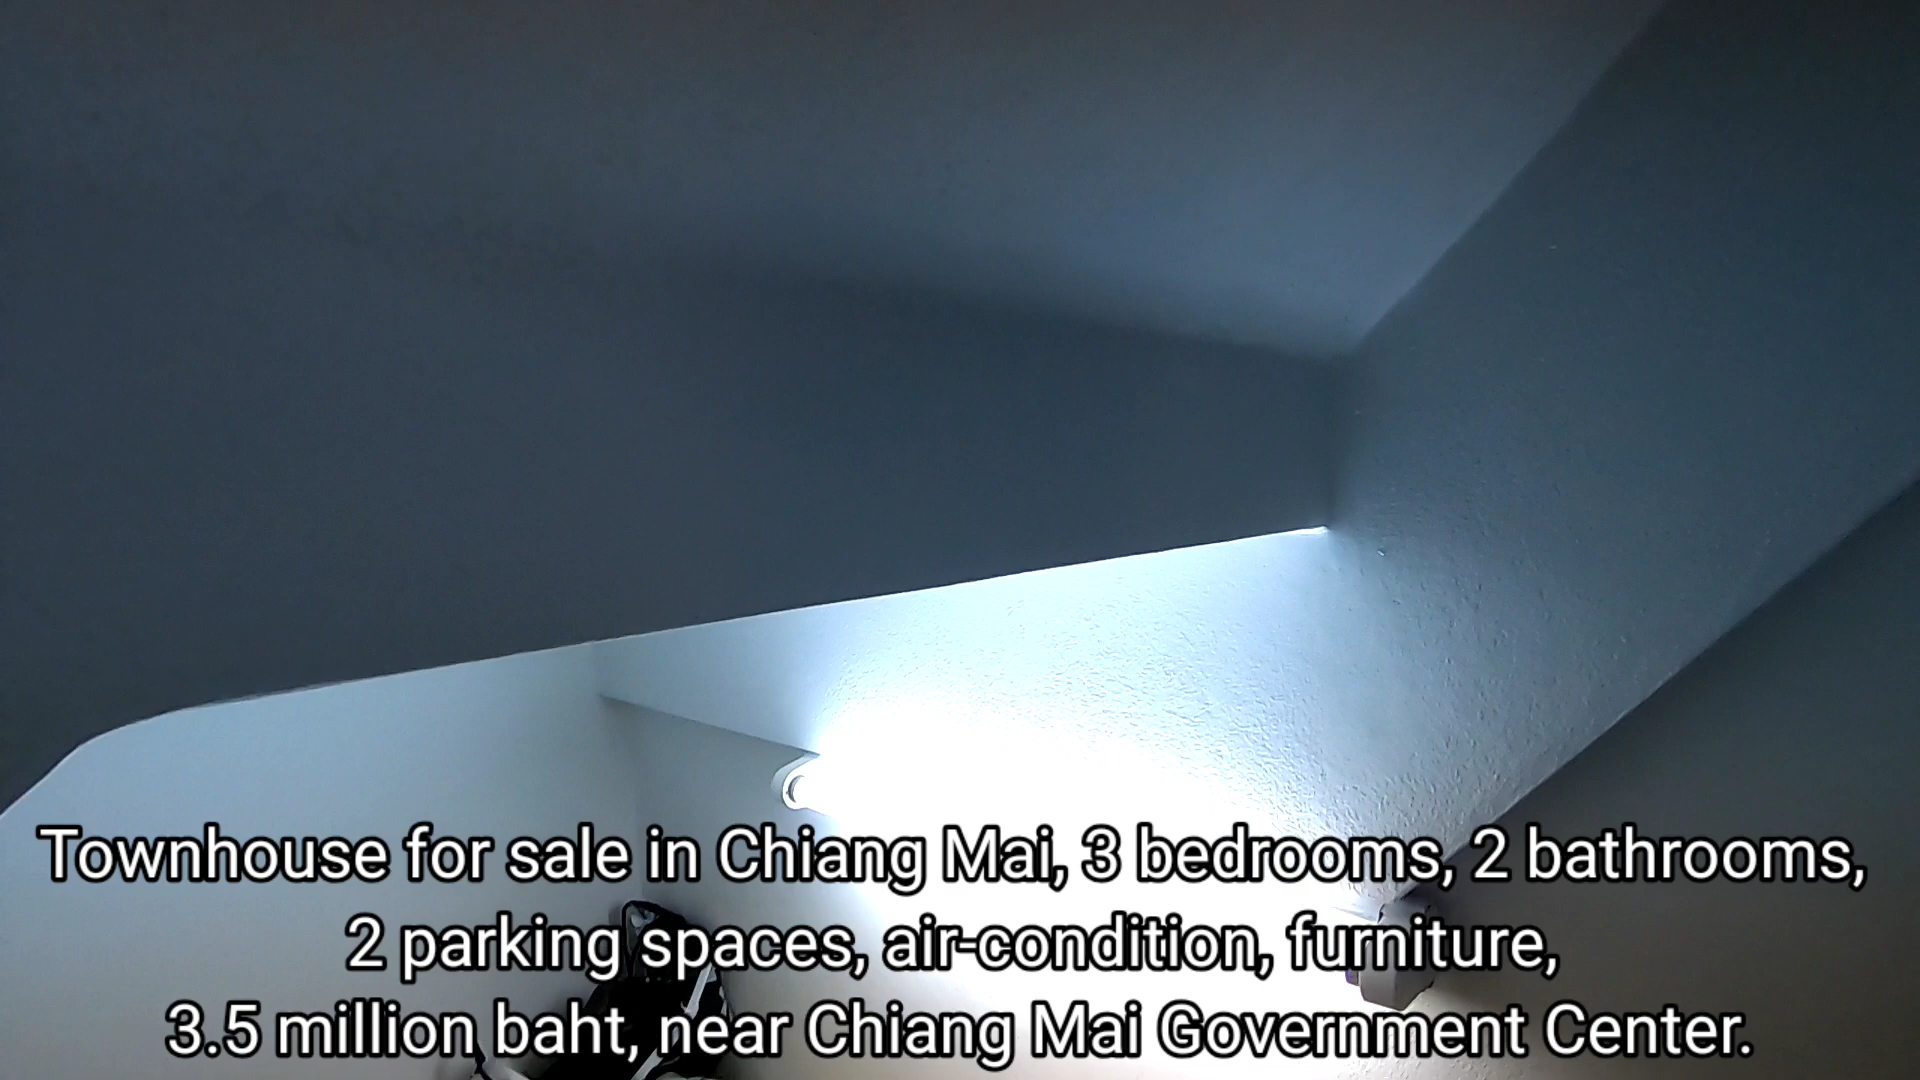 Townhouse for sale in Chiang Mai, 3 bedrooms, 2 bathrooms,
2 parking spaces, air-condition, furniture,
3.5 million baht, near Chiang Mai Government Center.